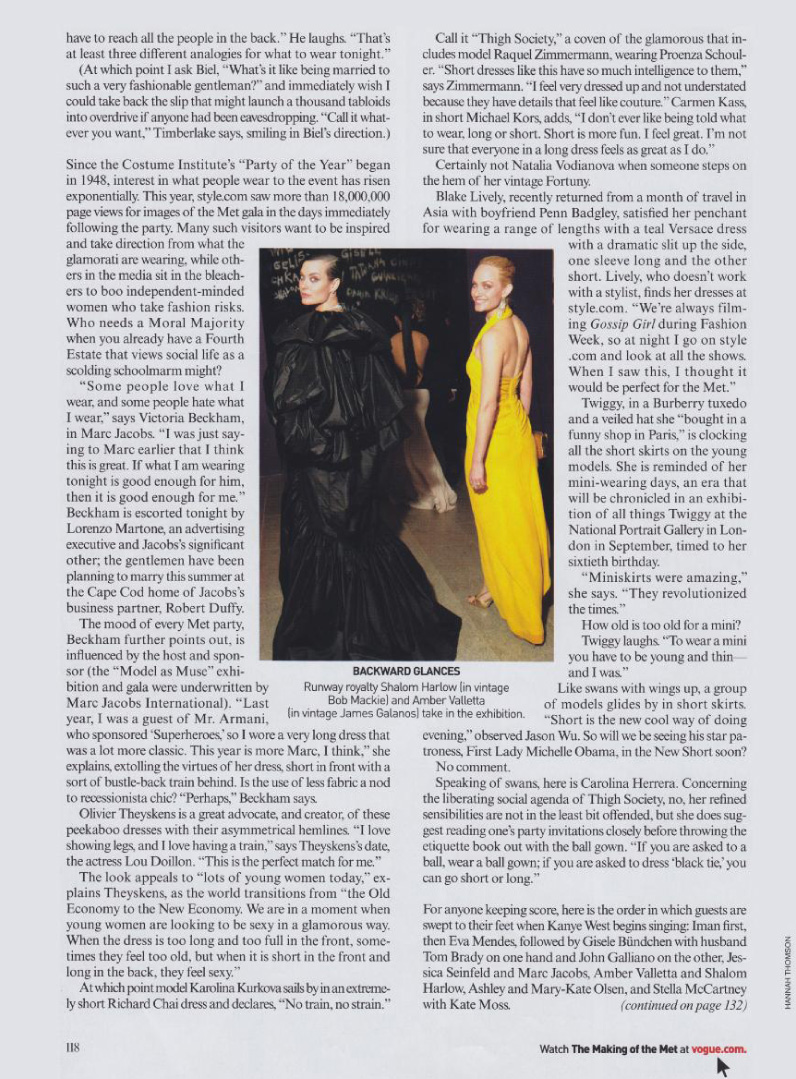 have to reach all the people in the back.” He laughs. “That’s
at least three different analogies for what to wear tonight.”
(At which point I ask Biel, “What’s it like being married to
such a very fashionable gentleman?” and immediately wish I
could take back the slip that might launch a thousand tabloids
into overdrive if anyone had been eavesdropping. “Call it what-
ever you want,” Timberlake says, smiling in Biel’s direction.)
Since the Costume Institute’s “Party of the Year” began
in 1948, interest in what people wear to the event has risen
exponentially. This year, style.com saw more than 18,000,000
page views for images of the Met gala in the days immediately
following the party. Many such visitors want to be inspired
and take direction from what the
glamorati are wearing, while oth-
ers in the media sit in the bleach-
ers to boo independent-minded
women who take fashion risks.
Who needs a Moral Majority
when you already have a Fourth
Estate that views social life as a
scolding schoolmarm might?
“Some people love what I
wear, and some people hate what
I wear,” says Victoria Beckham,
in Marc Jacobs. “I was just say-
ing to Marc earlier that I think
this is great. If what I am wearing
tonight is good enough for him,
then it is good enough for me.”
Beckham is escorted tonight by
Lorenzo Martone, an advertising
executive and Jacobs’s significant
other; the gentlemen have been
planning to marry this summer at
the Cape Cod home of Jacobs’s
business partner, Robert Duffy.
The mood of every Met party,
Beckham further points out, is
influenced by the host and spon-
sor (the “Model as Muse” exhi-
bition and gala were underwritten by
Marc Jacobs International). “Last
year, I was a guest of Mr. Armani,
who sponsored ‘Superheroes,’ so I wore a very long dress that
was a lot more classic. This year is more Marc, I think,” she
explains, extolling the virtues of her dress, short in front with a
sort of bustle-back train behind. Is the use of less fabric a nod
to recessionista chic? “Perhaps,” Beckham says.
Olivier Theyskens is a great advocate, and creator, of these
peekaboo dresses with their asymmetrical hemlines. “I love
showing legs, and I love having a train,” says Theyskens’s date,
the actress Lou Doillon. “This is the perfect match for me.”
The look appeals to “lots of young women today,” ex-
plains Theyskens, as the world transitions from “the Old
Economy to the New Economy. We are in a moment when
young women are looking to be sexy in a glamorous way.
When the dress is too long and too full in the front, some-
times they feel too old, but when it is short in the front and
long in the back, they feel sexy.”
At which point model Karolina Kurkova sails by in an extreme-
ly short Richard Chai dress and declares, “No train, no strain.”
Call it “Thigh Society,” a coven of the glamorous that in-
cludes model Raquel Zimmermann, wearing Proenza Schoul-
er. “Short dresses like this have so much intelligence to them,”
says Zimmermann. “I feel very dressed up and not understated
because they have details that feel like couture.” Carmen Kass,
in short Michael Kors, adds, “I don’t ever like being told what
to wear, long or short. Short is more fun. I feel great. I’m not
sure that everyone in a long dress feels as great as I do.”
Certainly not Natalia Vodianova when someone steps on
the hem of her vintage Fortuny.
Blake Lively, recently returned from a month of travel in
Asia with boyfriend Penn Badgley, satisfied her penchant
for wearing a range of lengths with a teal Versace dress
with a dramatic slit up the side,
one sleeve long and the other
short. Lively, who doesn’t work
with a stylist, finds her dresses at
style.com. “We’re always film-
ing Gossip Girl during Fashion
Week, so at night I go on style
.com and look at all the shows.
When I saw this, I thought it
would be perfect for the Met.”
Twiggy, in a Burberry tuxedo
and a veiled hat she “bought in a
funny shop in Paris,” is clocking
all the short skirts on the young
models. She is reminded of her
mini-wearing days, an era that
will be chronicled in an exhibi-
tion of all things Twiggy at the
National Portrait Gallery in Lon-
don in September, timed to her
sixtieth birthday.
“Miniskirts were amazing,”
she says. “They revolutionized
the times.”
How old is too old for a mini?
Twiggy laughs. “To wear a mini
you have to be young and thin—
and I was.”
Like swans with wings up, a group
of models glides by in short skirts.
“Short is the new cool way of doing
evening,” observed Jason Wu. So will we be seeing his star pa-
troness, First Lady Michelle Obama, in the New Short soon?
No comment.
Speaking of swans, here is Carolina Herrera. Concerning
the liberating social agenda of Thigh Society, no, her refined
sensibilities are not in the least bit offended, but she does sug-
gest reading one’s party invitations closely before throwing the
etiquette book out with the ball gown. “If you are asked to a
ball, wear a ball gown; if you are asked to dress ‘black tie,’ you
can go short or long.”
For anyone keeping score, here is the order in which guests are
swept to their feet when Kanye West begins singing: Iman first,
then Eva Mendes, followed by Gisele Bündchen with husband
Tom Brady on one hand and John Galliano on the other, Jes-
sica Seinfeld and Marc Jacobs, Amber Valletta and Shalom
Harlow, Ashley and Mary-Kate Olsen, and Stella McCartney
with Kate Moss. (continued on page 132)
BACKWARD GLANCES
Runway royalty Shalom Harlow (in vintage
Bob Mackie) and Amber Valletta
(in vintage James Galanos) take in the exhibition.
HANNAH THOMSON
118
Watch The Making of the Met at vogue.com.